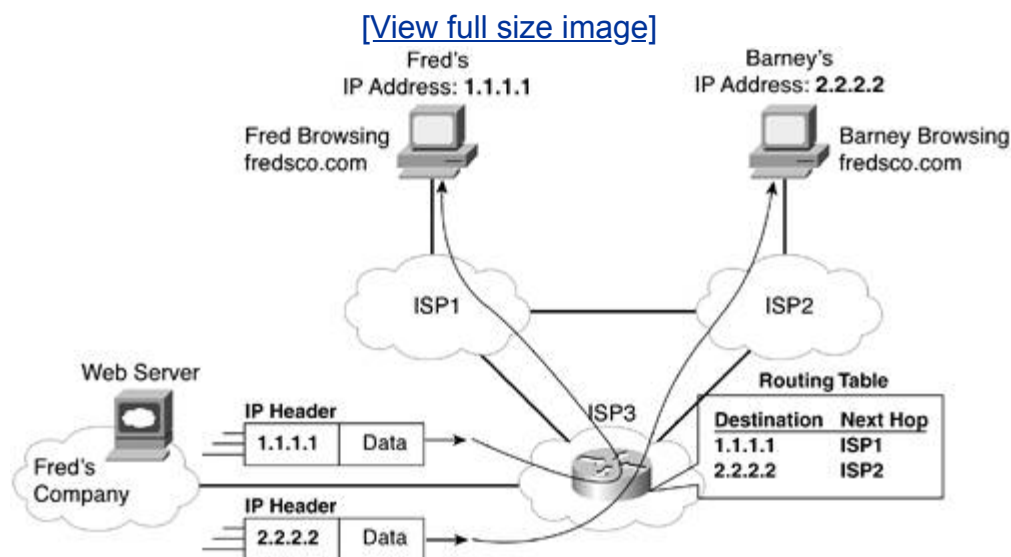 [View full size image]
Fred's
IP Address: 1.1.1.1
Barney's
IP Address: 2.2.2.2
Fred Browsing
fredsco.com
Barney Browsing
fredsco.com
ISP1
ISP2
Web Server
Fred's
Company
IP Header
1.1.1.1 Data
ISP3
Routing Table
Destination Next Hop
1.1.1.1 ISP1
2.2.2.2 ISP2
IP Header
2.2.2.2 Data